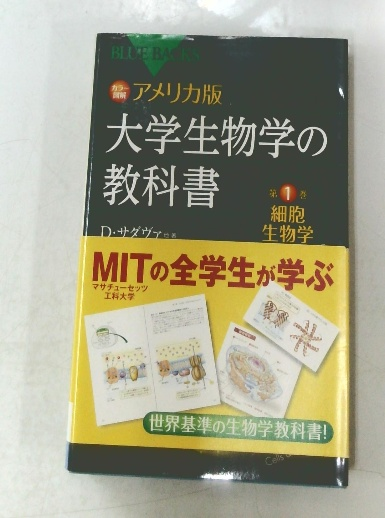 BLUE BACKS
カラー図解
アメリカ版
大学生物学の
教科書
第1巻
細胞
生物学
D・サダヴァ 他著
MITの全学生が学ぶ
マサチューセッツ
工科大学
世界基準の生物学教科書!
Cells